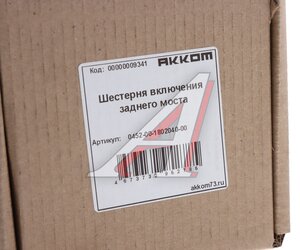 Код: 00000009341 АККОМ
Шестерня включения
заднего моста
Артикул: 0452-00-1802040-00
akkom73.ru